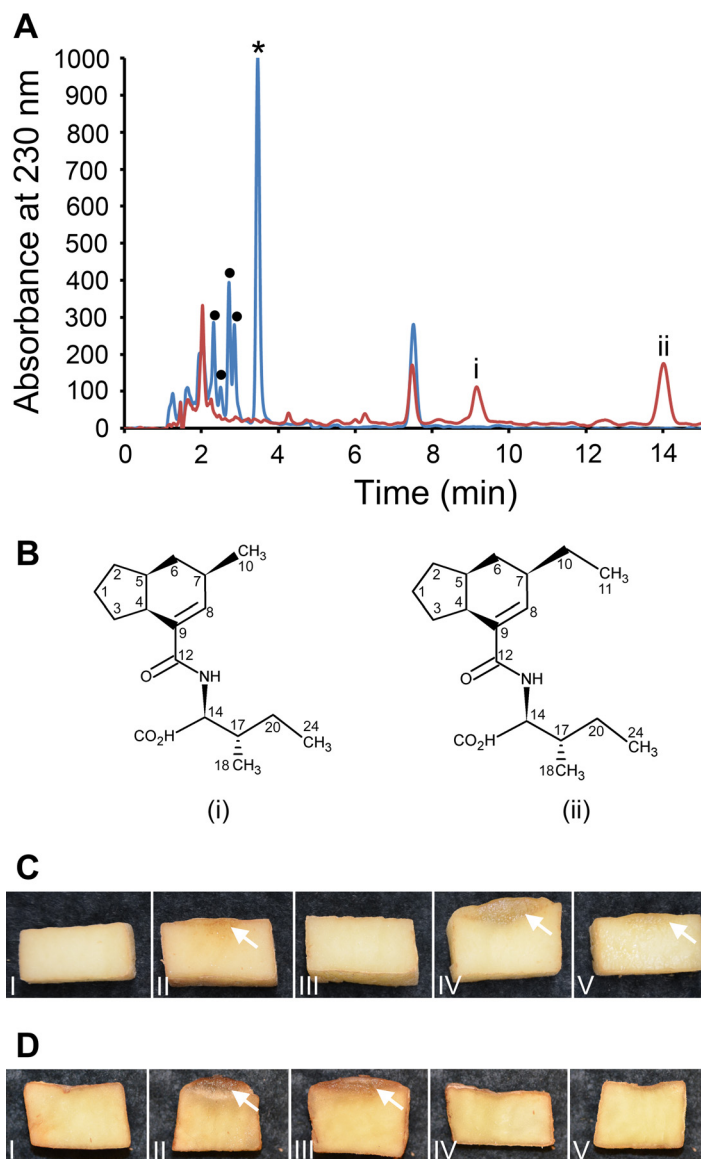 A
Absorbance at 230 nm
1000
900
800
700
600
500
400
300
200
100
0
*
i
ii
0 2 4 6 8 10 12 14
Time (min)
B
CH₃
10
6
7
2
5
1
4
8
3
9
12
O
NH
14
17
20
24
CO₂H
CH₃
18 CH₃
(i)
10
CH₃
11
6
7
2
5
1
4
8
3
9
12
O
NH
14
17
20
24
CO₂H
CH₃
18CH₃
(ii)
C
I II III IV V
D
I II III IV V